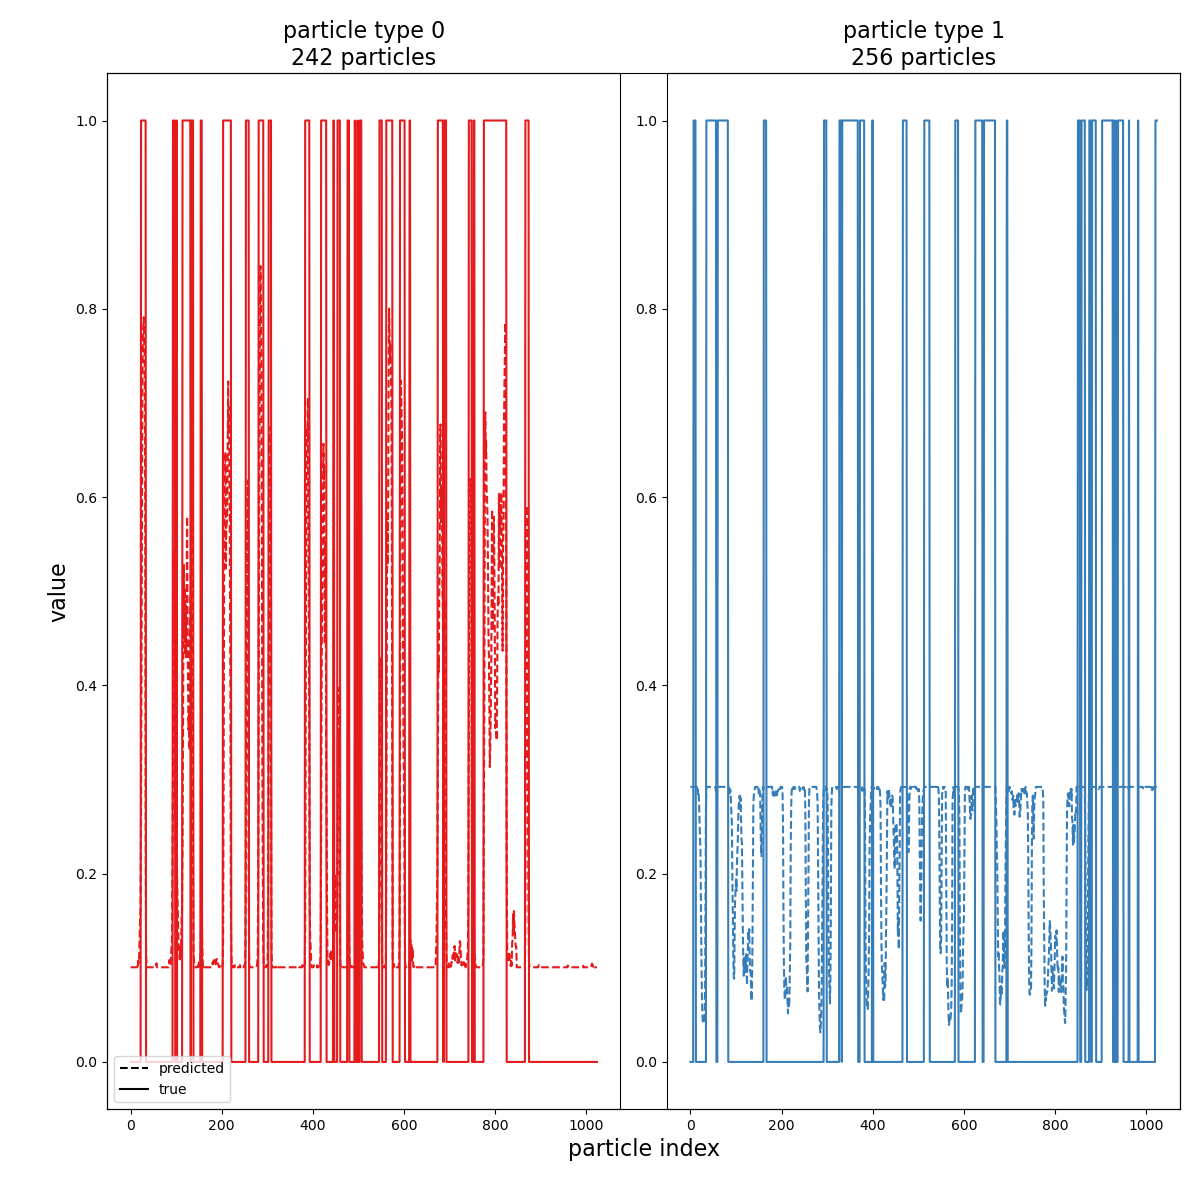 particle type 0
242 particles
particle type 1
256 particles
1.0
0.8
0.6
0.4
0.2
0.0
1.0
0.8
0.6
0.4
0.2
0.0
value
predicted
true
0 200 400 600 800 1000
0 200 400 600 800 1000
particle index